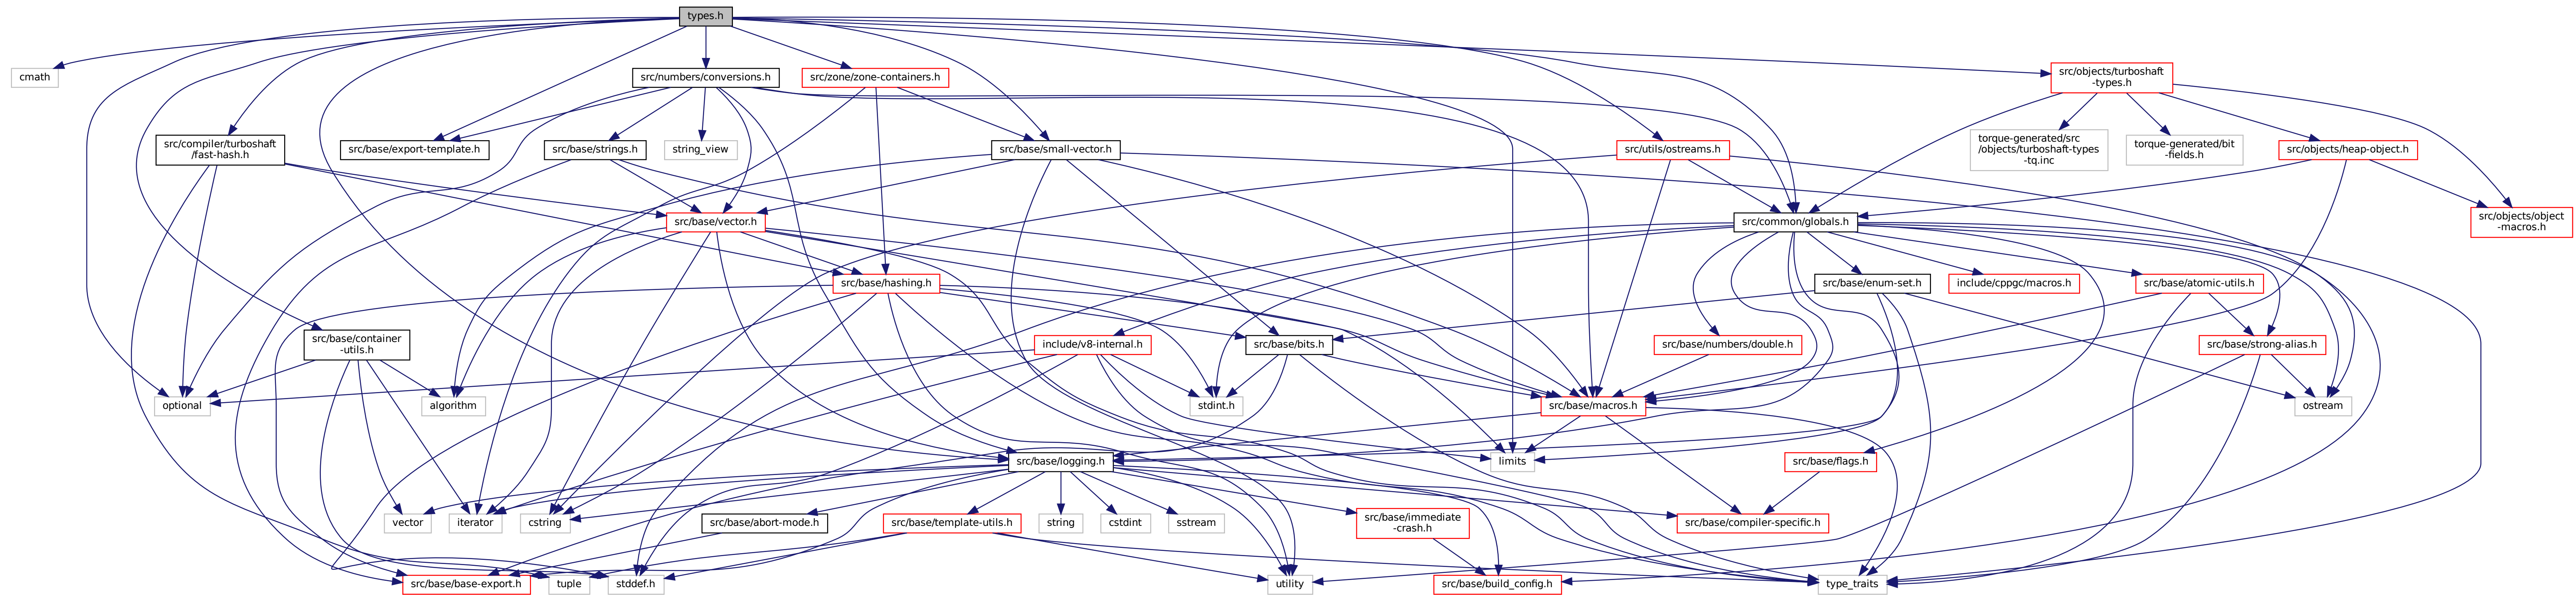 types.h
cmath
src/numbers/conversions.h
src/zone/zone-containers.h
src/objects/turboshaft
-types.h
src/compiler/turboshaft
/fast-hash.h
src/base/export-template.h
src/base/strings.h
string_view
src/base/small-vector.h
src/utils/ostreams.h
torque-generated/src
/objects/turboshaft-types
-tq.inc
torque-generated/bit
-fields.h
src/objects/heap-object.h
src/base/vector.h
src/common/globals.h
src/objects/object
-macros.h
src/base/hashing.h
src/base/enum-set.h
include/cppgc/macros.h
src/base/atomic-utils.h
src/base/container
-utils.h
include/v8-internal.h
src/base/bits.h
src/base/numbers/double.h
src/base/strong-alias.h
optional
algorithm
stdint.h
src/base/macros.h
ostream
src/base/logging.h
limits
src/base/flags.h
vector
iterator
cstring
src/base/abort-mode.h
src/base/template-utils.h
string
cstdint
sstream
src/base/immediate
-crash.h
src/base/compiler-specific.h
src/base/base-export.h
tuple
stddef.h
utility
src/base/build_config.h
type_traits